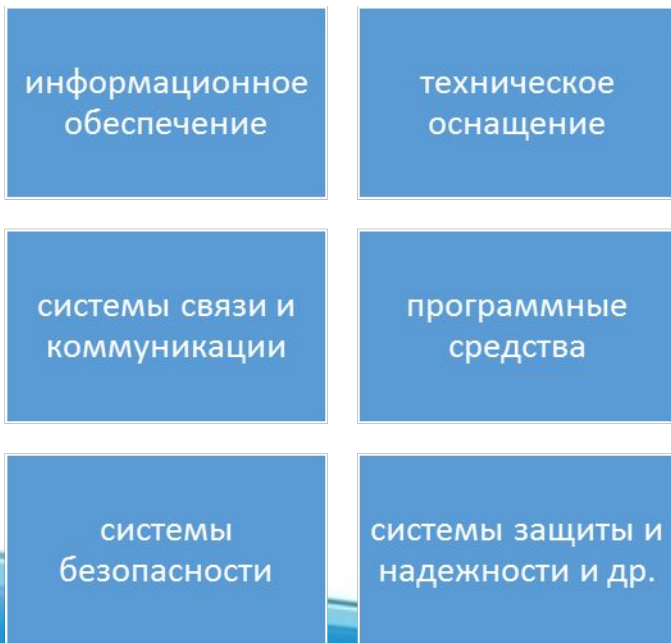 информационное
обеспечение
техническое
оснащение
системы связи и
коммуникации
программные
средства
системы
безопасности
системы защиты и
надежности и др.